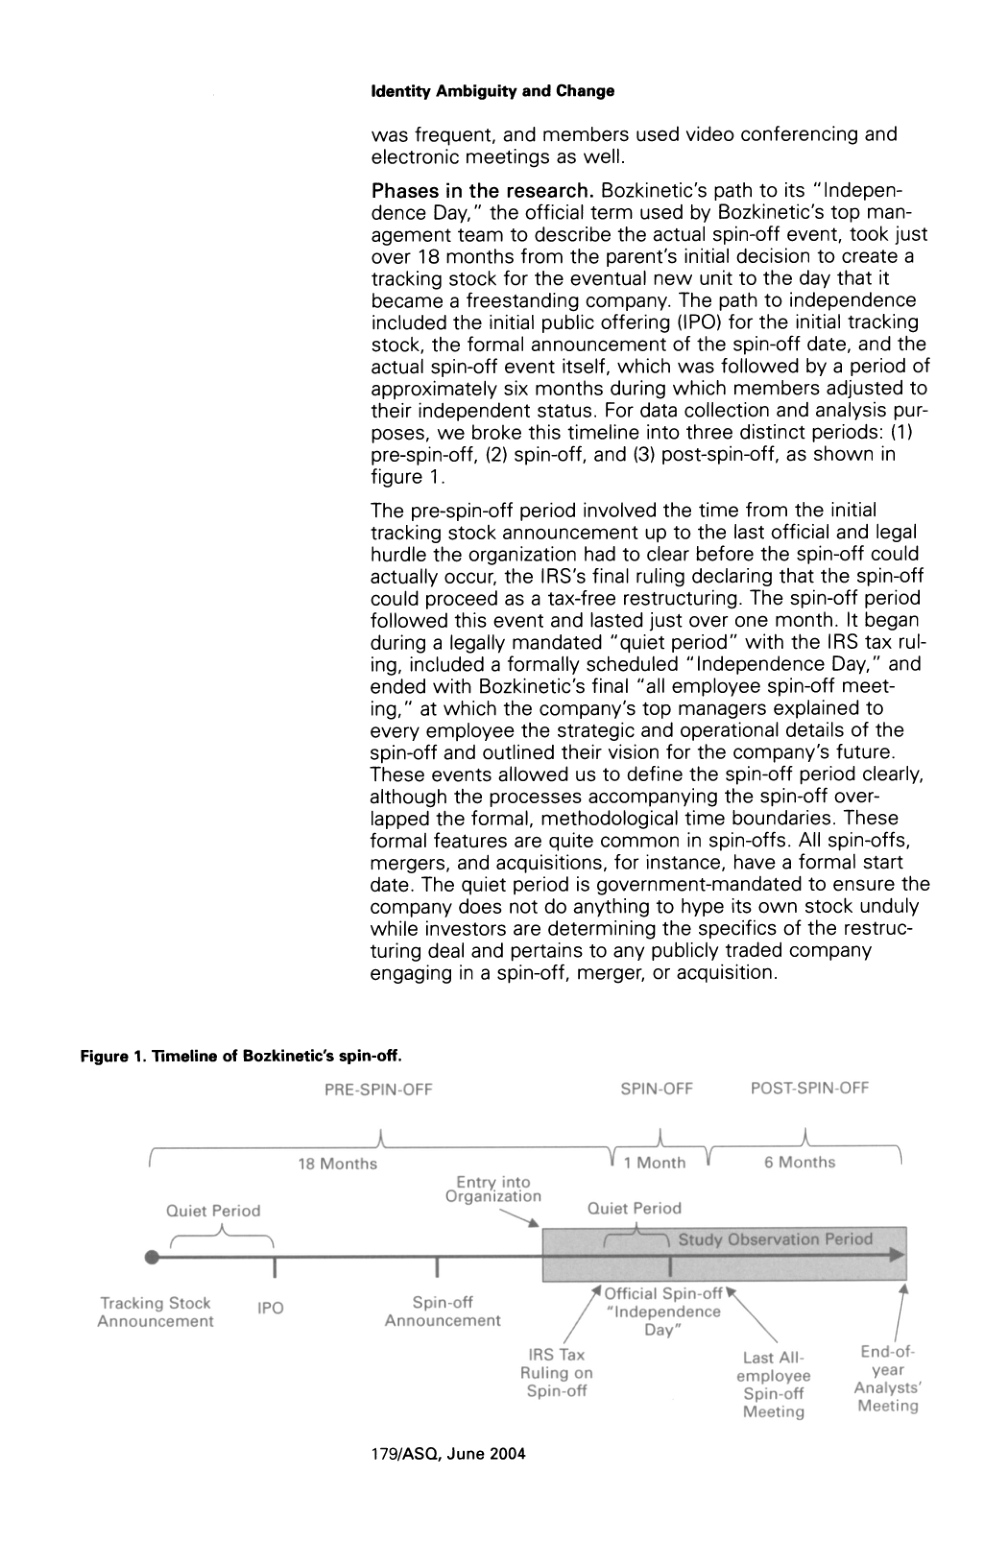 Identity Ambiguity and Change
was frequent, and members used video conferencing and
electronic meetings as well.
Phases in the research. Bozkinetic's path to its "Indepen-
dence Day," the official term used by Bozkinetic's top man-
agement team to describe the actual spin-off event, took just
over 18 months from the parent's initial decision to create a
tracking stock for the eventual new unit to the day that it
became a freestanding company. The path to independence
included the initial public offering (IPO) for the initial tracking
stock, the formal announcement of the spin-off date, and the
actual spin-off event itself, which was followed by a period of
approximately six months during which members adjusted to
their independent status. For data collection and analysis pur-
poses, we broke this timeline into three distinct periods: (1)
pre-spin-off, (2) spin-off, and (3) post-spin-off, as shown in
figure 1.
The pre-spin-off period involved the time from the initial
tracking stock announcement up to the last official and legal
hurdle the organization had to clear before the spin-off could
actually occur, the IRS's final ruling declaring that the spin-off
could proceed as a tax-free restructuring. The spin-off period
followed this event and lasted just over one month. It began
during a legally mandated "quiet period" with the IRS tax rul-
ing, included a formally scheduled "Independence Day," and
ended with Bozkinetic's final "all employee spin-off meet-
ing," at which the company's top managers explained to
every employee the strategic and operational details of the
spin-off and outlined their vision for the company's future.
These events allowed us to define the spin-off period clearly,
although the processes accompanying the spin-off over-
lapped the formal, methodological time boundaries. These
formal features are quite common in spin-offs. All spin-offs,
mergers, and acquisitions, for instance, have a formal start
date. The quiet period is government-mandated to ensure the
company does not do anything to hype its own stock unduly
while investors are determining the specifics of the restruc-
turing deal and pertains to any publicly traded company
engaging in a spin-off, merger, or acquisition.
Figure 1. Timeline of Bozkinetic's spin-off.
PRE-SPIN-OFF
SPIN-OFF
POST-SPIN-OFF
18 Months
1 Month
6 Months
Entry into
Organization
Quiet Period
Quiet Period
Study Observation Period
Tracking Stock
Announcement
IPO
Spin-off
Announcement
Official Spin-off
"Independence
Day"
IRS Tax
Ruling on
Spin-off
Last All-
employee
Spin-off
Meeting
End-of-
year
Analysts'
Meeting
179/ASQ, June 2004